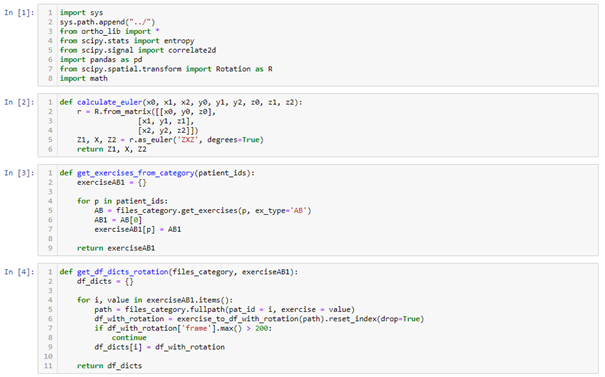 In [1]:
1 import sys
2 sys.path.append("../")
3 from ortho_lib import *
4 from scipy.stats import entropy
5 from scipy.signal import correlate2d
6 import pandas as pd
7 from scipy.spatial.transform import Rotation as R
8 import math
In [2]:
1 def calculate_euler(x0, x1, x2, y0, y1, y2, z0, z1, z2):
2     r = R.from_matrix([[x0, y0, z0],
3                    [x1, y1, z1],
4                    [x2, y2, z2]])
5     Z1, X, Z2 = r.as_euler('ZXZ', degrees=True)
6     return Z1, X, Z2
In [3]:
1 def get_exercises_from_category(patient_ids):
2     exerciseAB1 = {}
3
4     for p in patient_ids:
5         AB = files_category.get_exercises(p, ex_type='AB')
6         AB1 = AB[0]
7         exerciseAB1[p] = AB1
8
9     return exerciseAB1
In [4]:
1 def get_df_dicts_rotation(files_category, exerciseAB1):
2     df_dicts = {}
3
4     for i, value in exerciseAB1.items():
5         path = files_category.fullpath(pat_id = i, exercise = value)
6         df_with_rotation = exercise_to_df_with_rotation(path).reset_index(drop=True)
7         if df_with_rotation['frame'].max() > 200:
8             continue
9         df_dicts[i] = df_with_rotation
10
11     return df_dicts